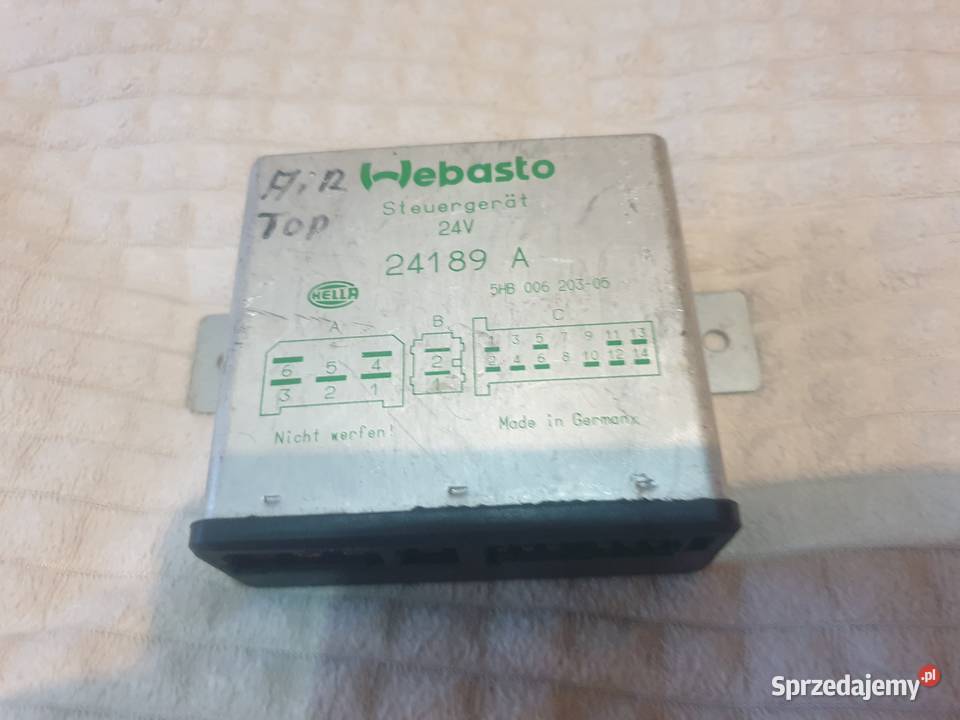 Air
Top
Webasto
Steuergerät
24V
24189 A
HELLA
5HB 006 203-05
A
B
C
6 5 4
3 2 1
2
1
1 3 5 7 9 11 13
2 4 6 8 10 12 14
Nicht werfen!
Made in Germany
Sprzedajemy.pl